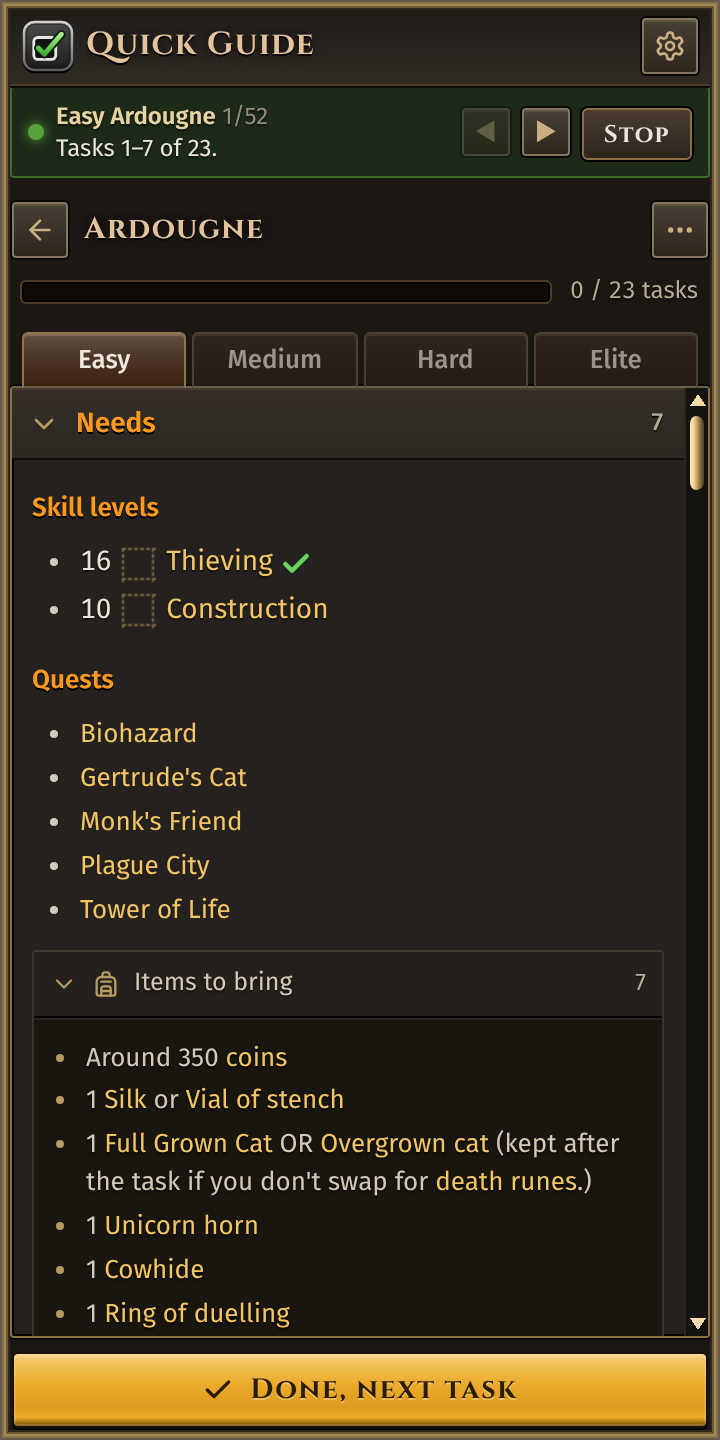 Quick Guide
Easy Ardougne 1/52
Tasks 1–7 of 23.
Stop
Ardougne
0 / 23 tasks
Easy
Medium
Hard
Elite
Needs
7
Skill levels
16 Thieving
10 Construction
Quests
Biohazard
Gertrude's Cat
Monk's Friend
Plague City
Tower of Life
Items to bring
7
Around 350 coins
1 Silk or Vial of stench
1 Full Grown Cat OR Overgrown cat (kept after
the task if you don't swap for death runes.)
1 Unicorn horn
1 Cowhide
1 Ring of duelling
Done, next task